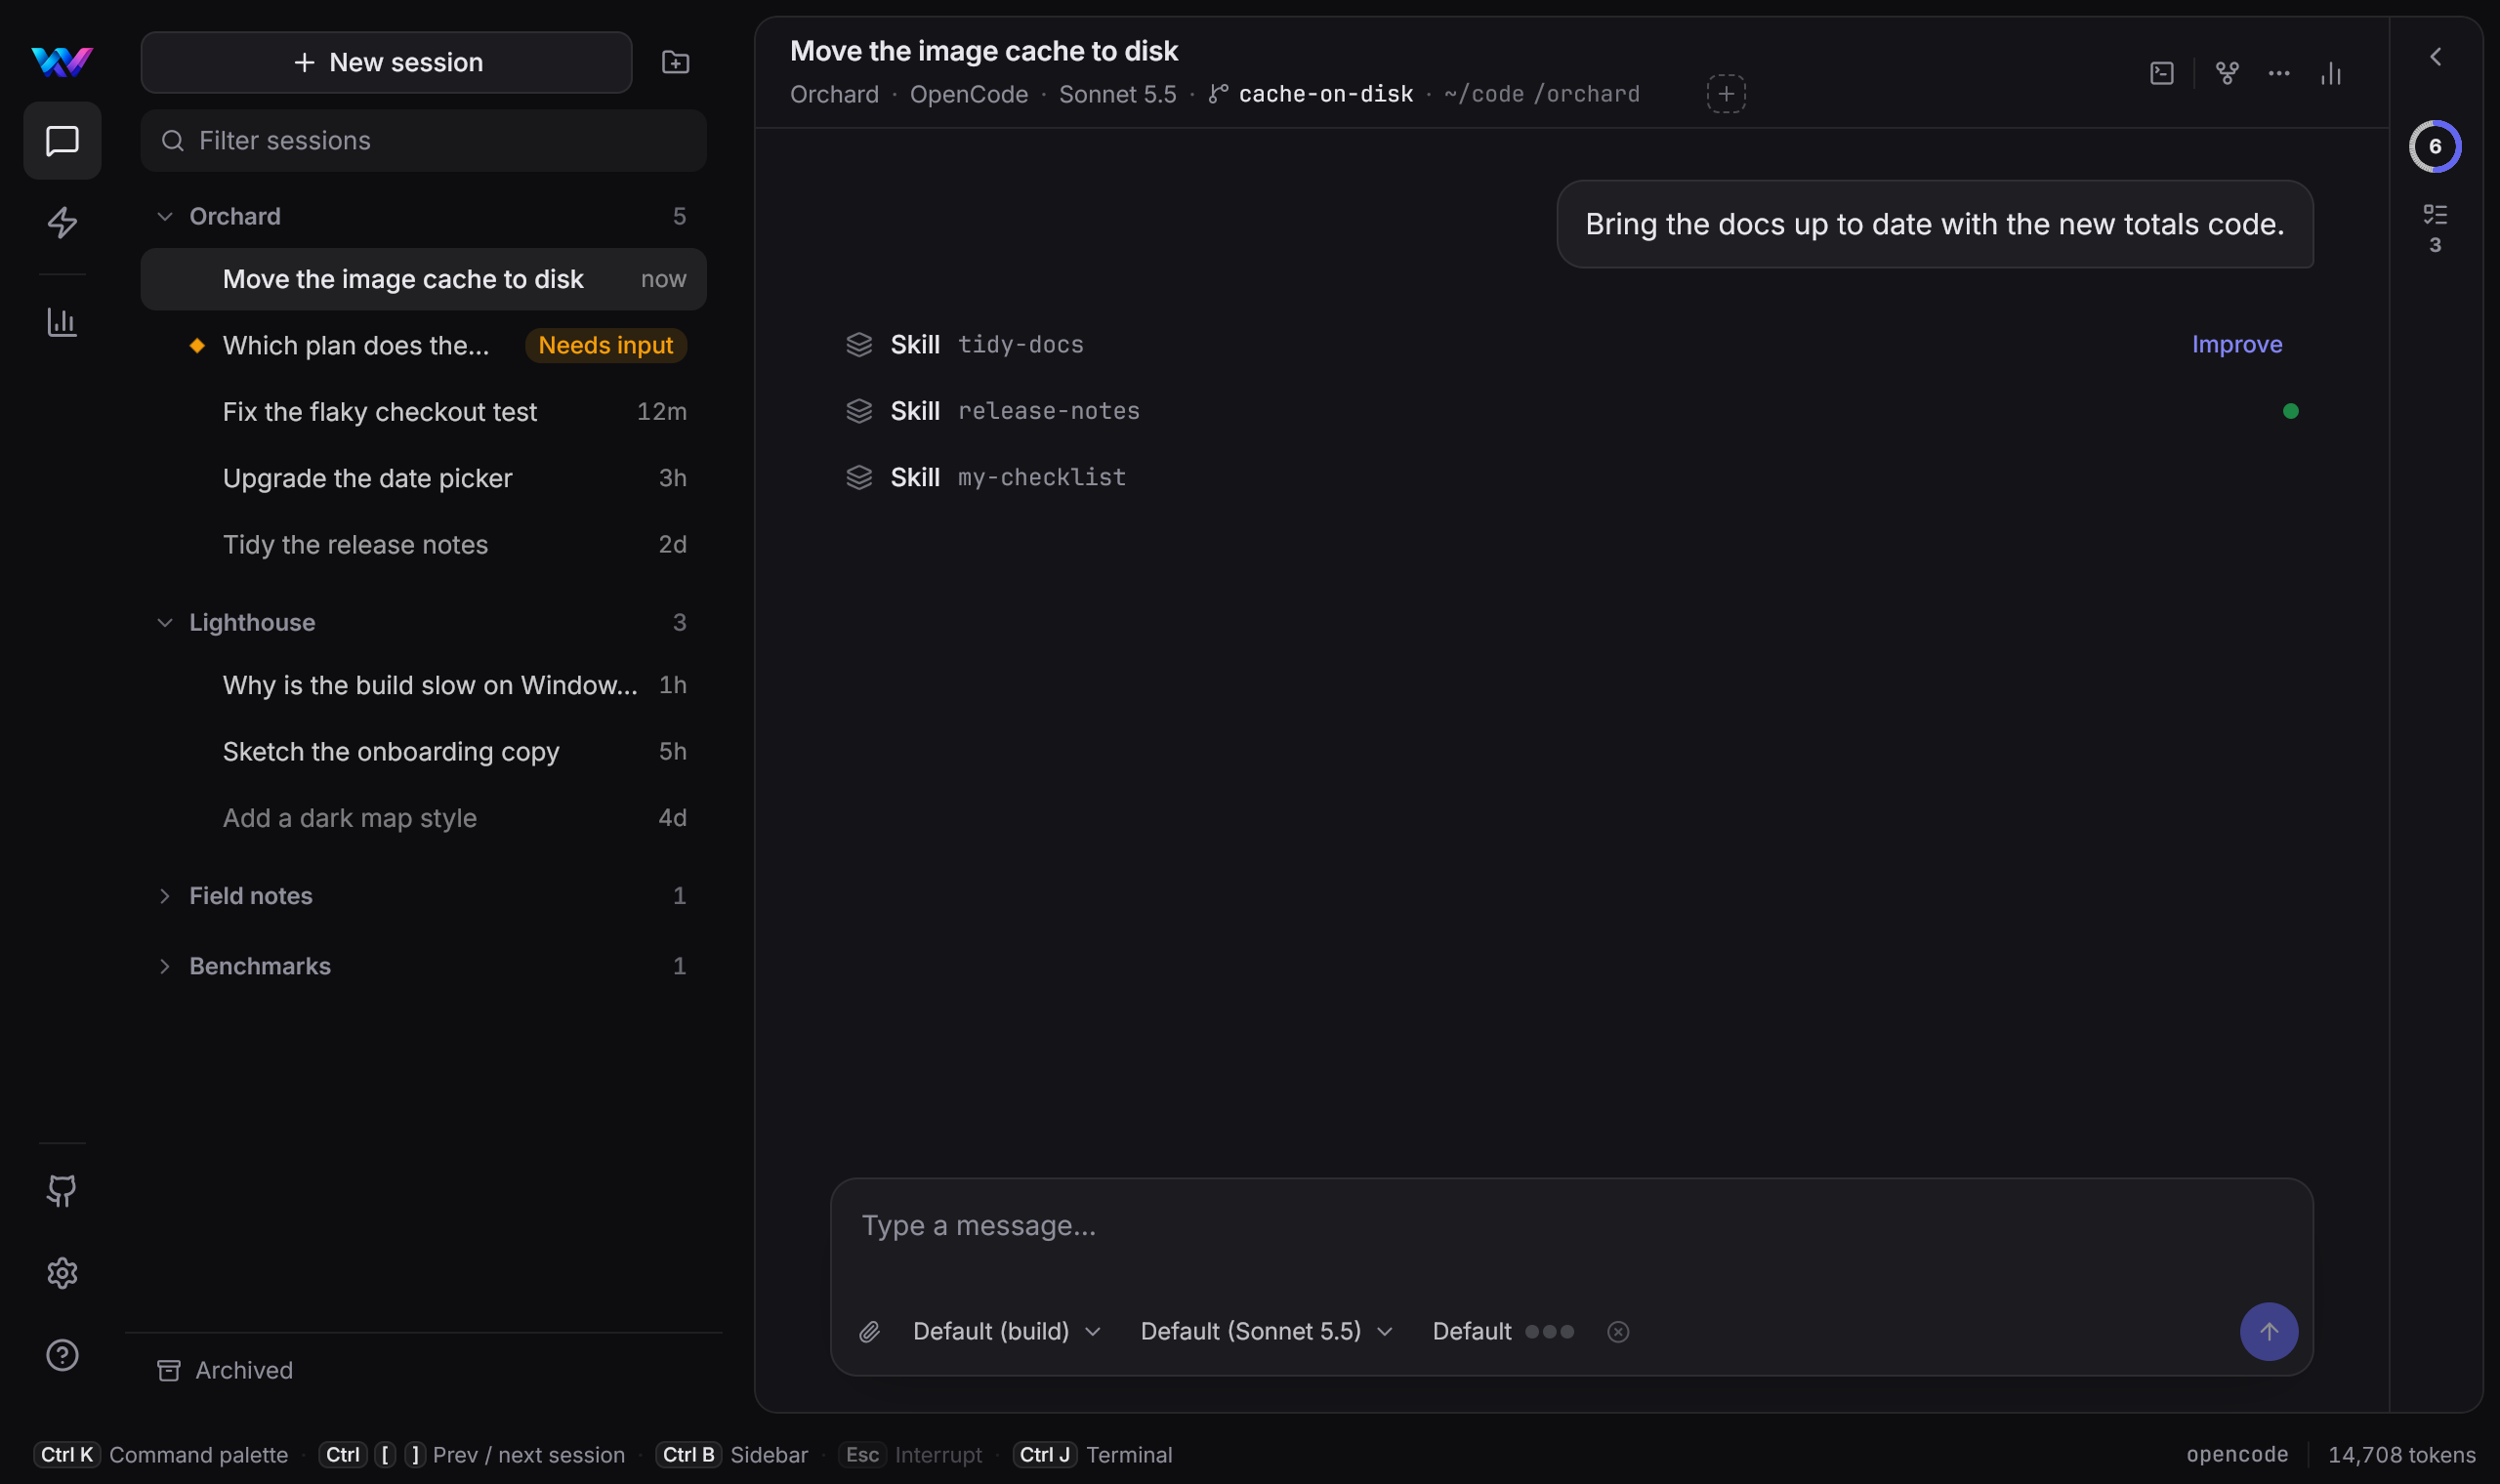 New session
Filter sessions
Orchard 5
Move the image cache to disk now
Which plan does the... Needs input
Fix the flaky checkout test 12m
Upgrade the date picker 3h
Tidy the release notes 2d
Lighthouse 3
Why is the build slow on Window... 1h
Sketch the onboarding copy 5h
Add a dark map style 4d
Field notes 1
Benchmarks 1
Archived
Move the image cache to disk
Orchard · OpenCode · Sonnet 5.5 · cache-on-disk · ~/code /orchard
6
3
Bring the docs up to date with the new totals code.
Skill tidy-docs Improve
Skill release-notes
Skill my-checklist
Type a message...
Default (build) Default (Sonnet 5.5) Default
Ctrl K Command palette · Ctrl [ ] Prev / next session · Ctrl B Sidebar · Esc Interrupt · Ctrl J Terminal
opencode 14,708 tokens